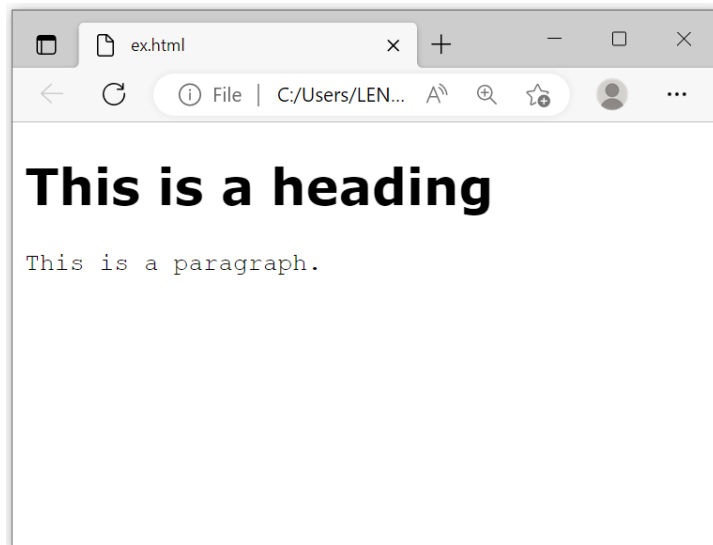 ex.html
File | C:/Users/LEN...
This is a heading
This is a paragraph.